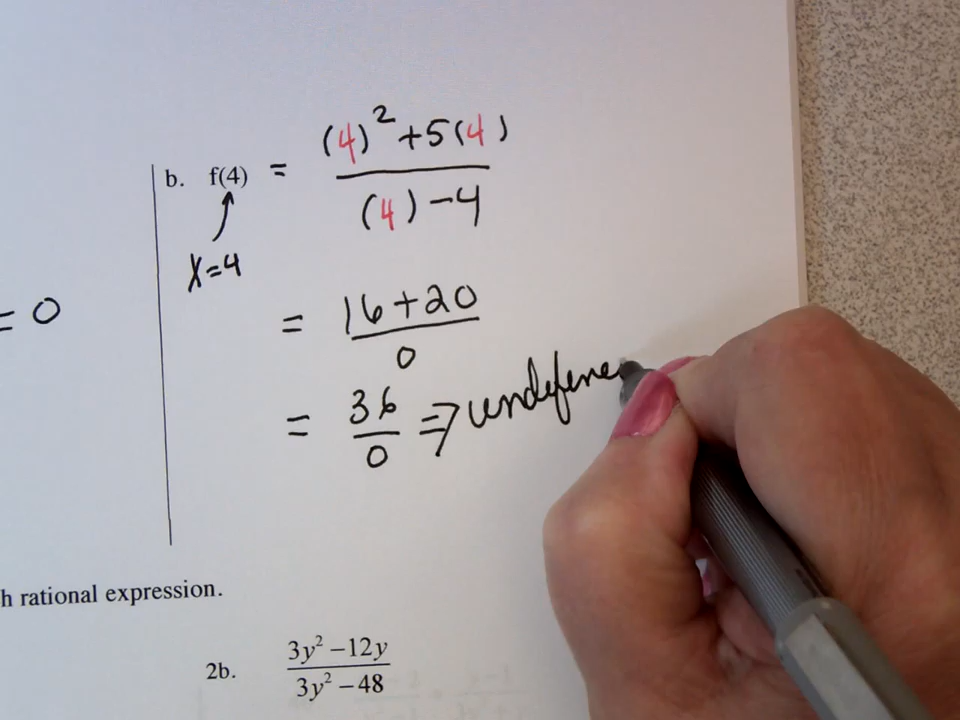 b. f(4) = (4)² + 5(4) / (4) - 4
x = 4
= 0
= 16 + 20 / 0
= 36 / 0 ⇒ undefine
h rational expression.
2b. 3y² - 12y / 3y² - 48